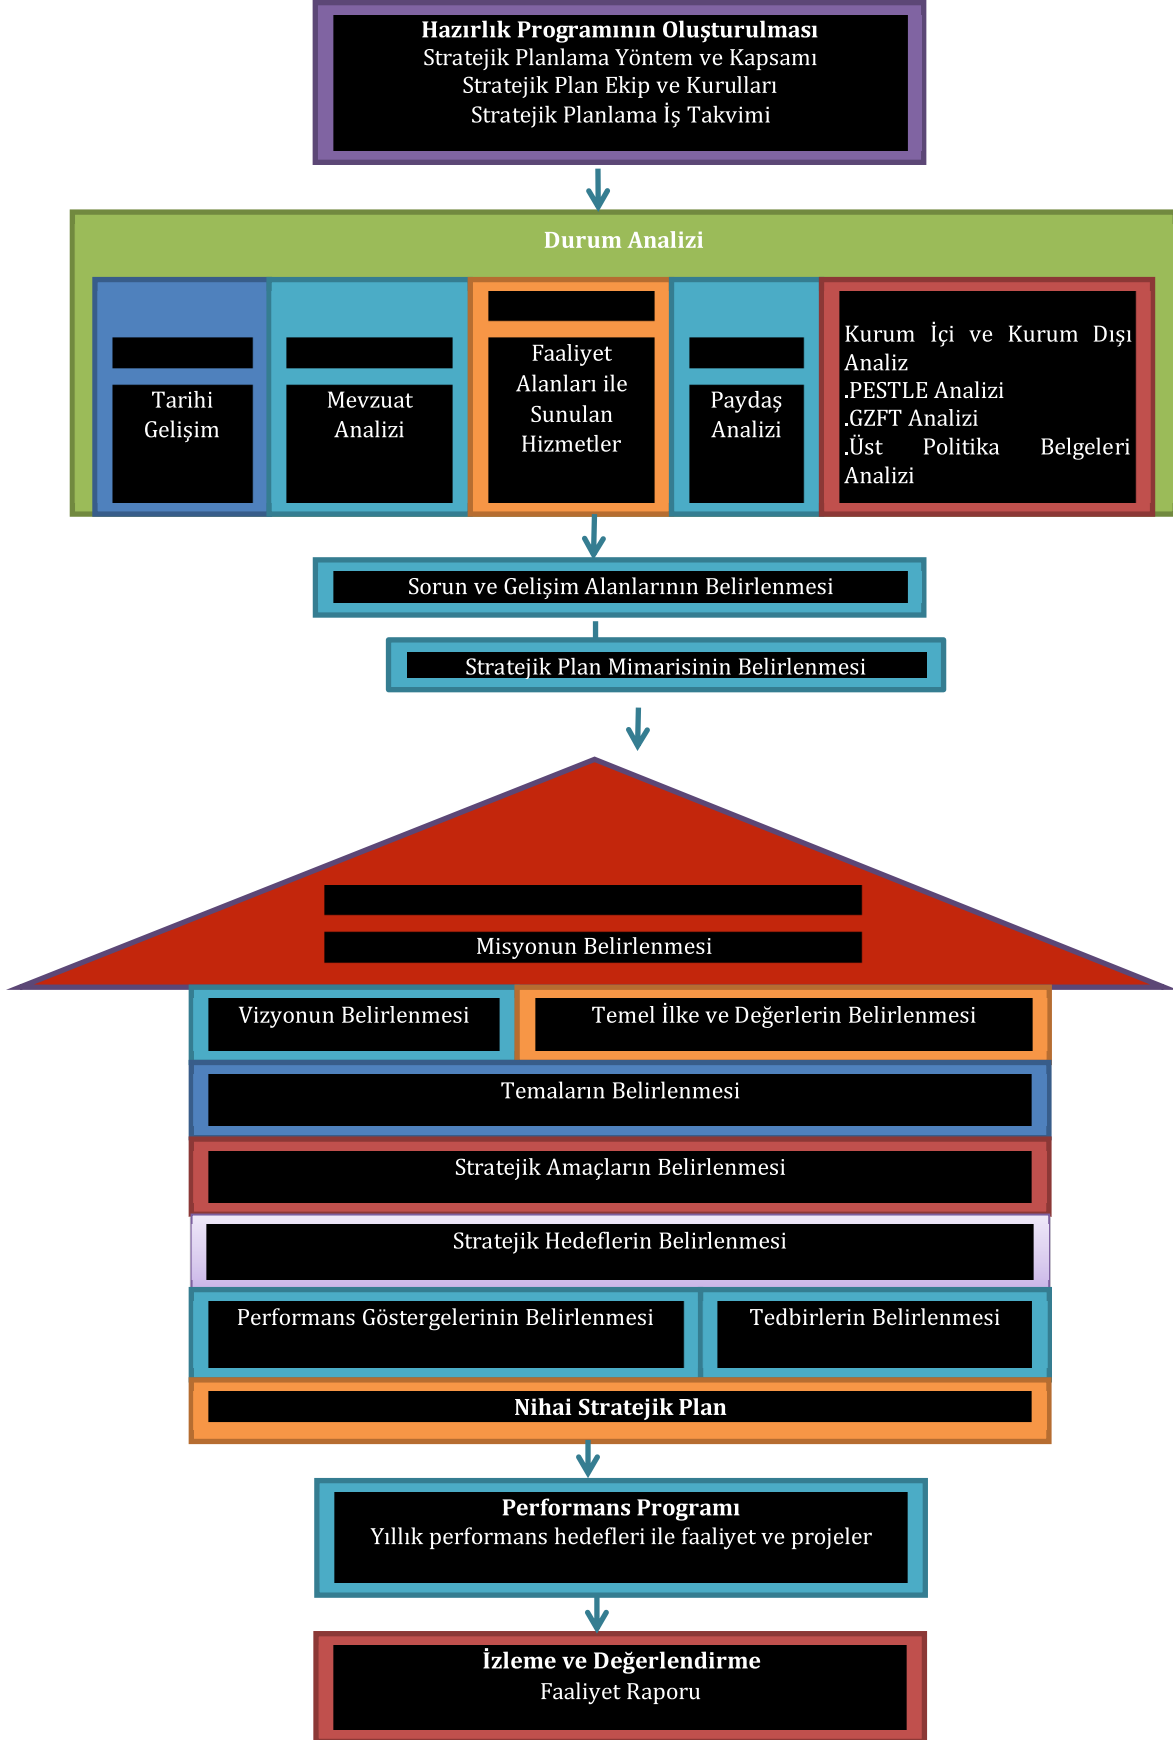 Hazırlık Programının Oluşturulması
Stratejik Planlama Yöntem ve Kapsamı
Stratejik Plan Ekip ve Kurulları
Stratejik Planlama İş Takvimi
Durum Analizi
Tarihi
Gelişim
Mevzuat
Analizi
Faaliyet
Alanları ile
Sunulan
Hizmetler
Paydaş
Analizi
Kurum İçi ve Kurum Dışı
Analiz
.PESTLE Analizi
.GZFT Analizi
.Üst Politika Belgeleri
Analizi
Sorun ve Gelişim Alanlarının Belirlenmesi
Stratejik Plan Mimarisinin Belirlenmesi
Misyonun Belirlenmesi
Vizyonun Belirlenmesi
Temel İlke ve Değerlerin Belirlenmesi
Temaların Belirlenmesi
Stratejik Amaçların Belirlenmesi
Stratejik Hedeflerin Belirlenmesi
Performans Göstergelerinin Belirlenmesi
Tedbirlerin Belirlenmesi
Nihai Stratejik Plan
Performans Programı
Yıllık performans hedefleri ile faaliyet ve projeler
İzleme ve Değerlendirme
Faaliyet Raporu